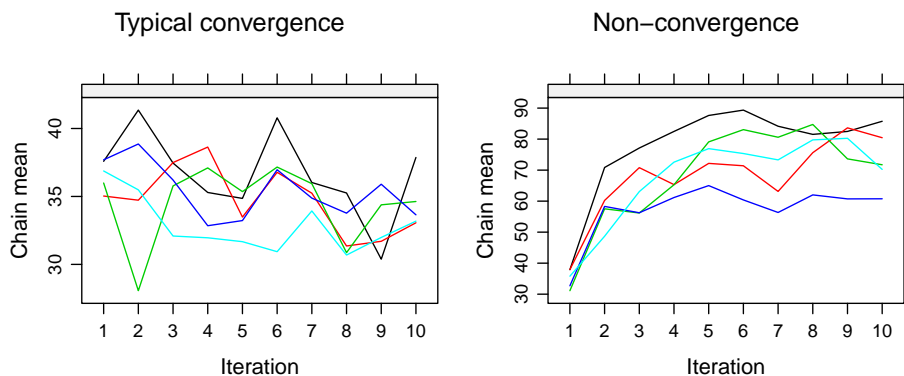 Typical convergence
Chain mean
40
35
30
1 2 3 4 5 6 7 8 9 10
Iteration
Non−convergence
Chain mean
90
80
70
60
50
40
30
1 2 3 4 5 6 7 8 9 10
Iteration